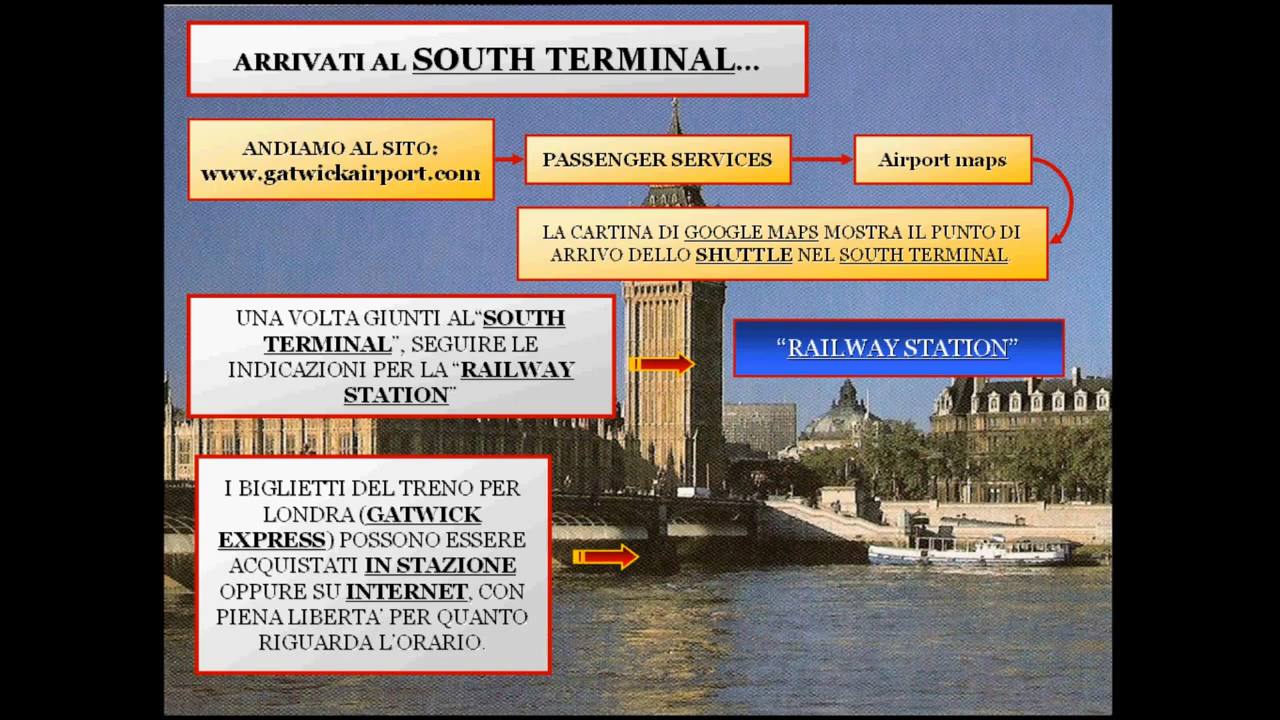 ARRIVATI AL SOUTH TERMINAL...
ANDIAMO AL SITO:
www.gatwickairport.com
PASSENGER SERVICES
Airport maps
LA CARTINA DI GOOGLE MAPS MOSTRA IL PUNTO DI
ARRIVO DELLO SHUTTLE NEL SOUTH TERMINAL.
UNA VOLTA GIUNTI AL“SOUTH
TERMINAL”, SEGUIRE LE
INDICAZIONI PER LA “RAILWAY
STATION”
“RAILWAY STATION”
I BIGLIETTI DEL TRENO PER
LONDRA (GATWICK
EXPRESS) POSSONO ESSERE
ACQUISTATI IN STAZIONE
OPPURE SU INTERNET, CON
PIENA LIBERTA’ PER QUANTO
RIGUARDA L’ORARIO.